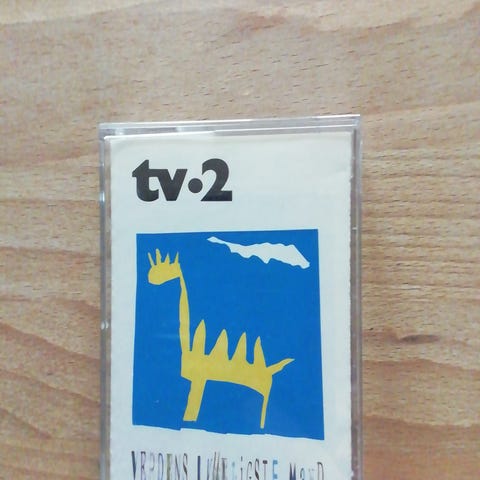 tv·2
VERDENS LYKKELiGSTE MaND